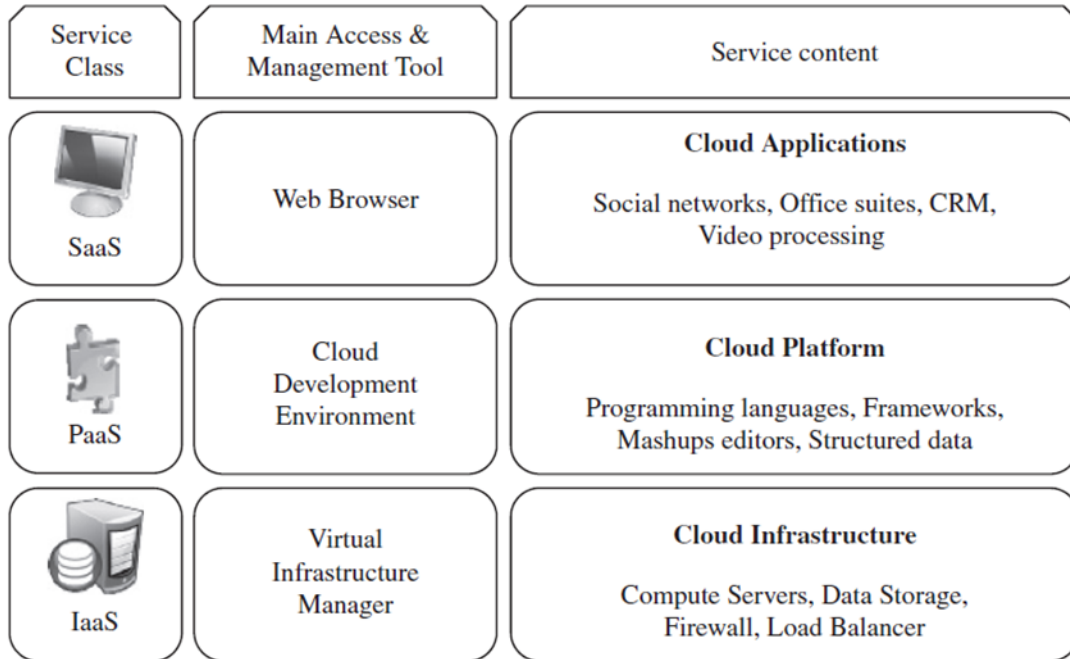 Service
Class
Main Access &
Management Tool
Service content
SaaS
Web Browser
Cloud Applications
Social networks, Office suites, CRM,
Video processing
PaaS
Cloud
Development
Environment
Cloud Platform
Programming languages, Frameworks,
Mashups editors, Structured data
IaaS
Virtual
Infrastructure
Manager
Cloud Infrastructure
Compute Servers, Data Storage,
Firewall, Load Balancer